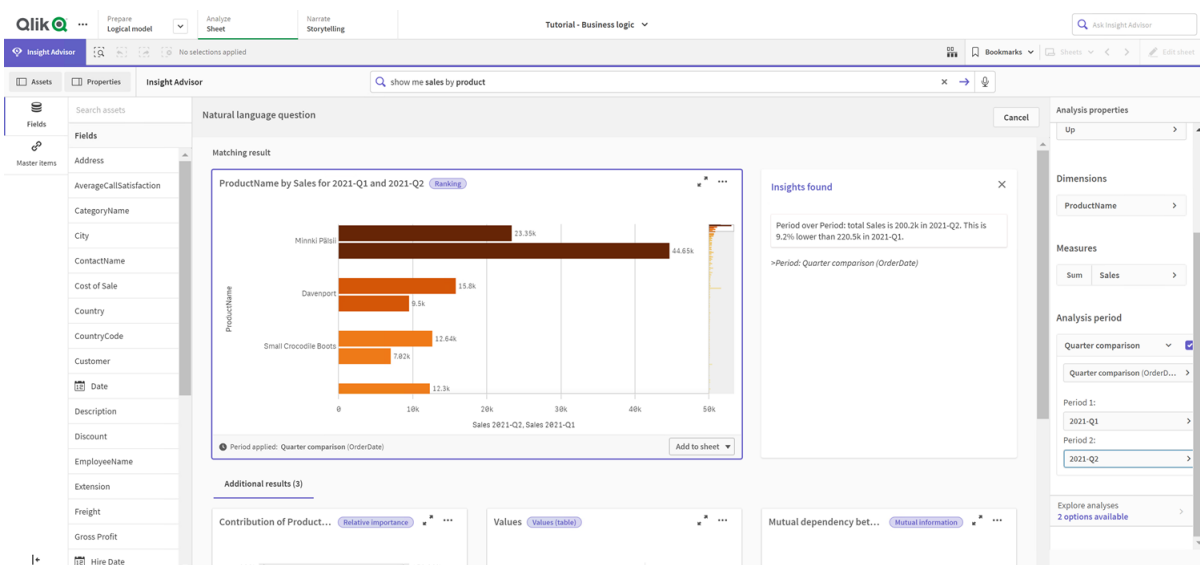 Qlik
Prepare
Logical model
Analyze
Sheet
Narrate
Storytelling
Tutorial - Business logic
Ask Insight Advisor
Insight Advisor
No selections applied
Bookmarks
Sheets
Edit sheet
Assets
Properties
Insight Advisor
show me sales by product
Fields
Master items
Search assets
Fields
Address
AverageCallSatisfaction
CategoryName
City
ContactName
Cost of Sale
Country
CountryCode
Customer
Date
Description
Discount
EmployeeName
Extension
Freight
Gross Profit
Hire Date
Natural language question
Cancel
Matching result
ProductName by Sales for 2021-Q1 and 2021-Q2 Ranking
ProductName
Minnki Pälsii
23.35k
44.65k
Davenport
15.8k
9.5k
Small Crocodile Boots
12.64k
7.02k
12.3k
0 10k 20k 30k 40k 50k
Sales 2021-Q2, Sales 2021-Q1
Period applied: Quarter comparison (OrderDate)
Add to sheet
Insights found
Period over Period: total Sales is 200.2k in 2021-Q2. This is
9.2% lower than 220.5k in 2021-Q1.
>Period: Quarter comparison (OrderDate)
Additional results (3)
Contribution of Product... Relative importance
Values Values (table)
Mutual dependency bet... Mutual information
Analysis properties
Up
Dimensions
ProductName
Measures
Sum Sales
Analysis period
Quarter comparison
Quarter comparison (OrderD...
Period 1:
2021-Q1
Period 2:
2021-Q2
Explore analyses
2 options available